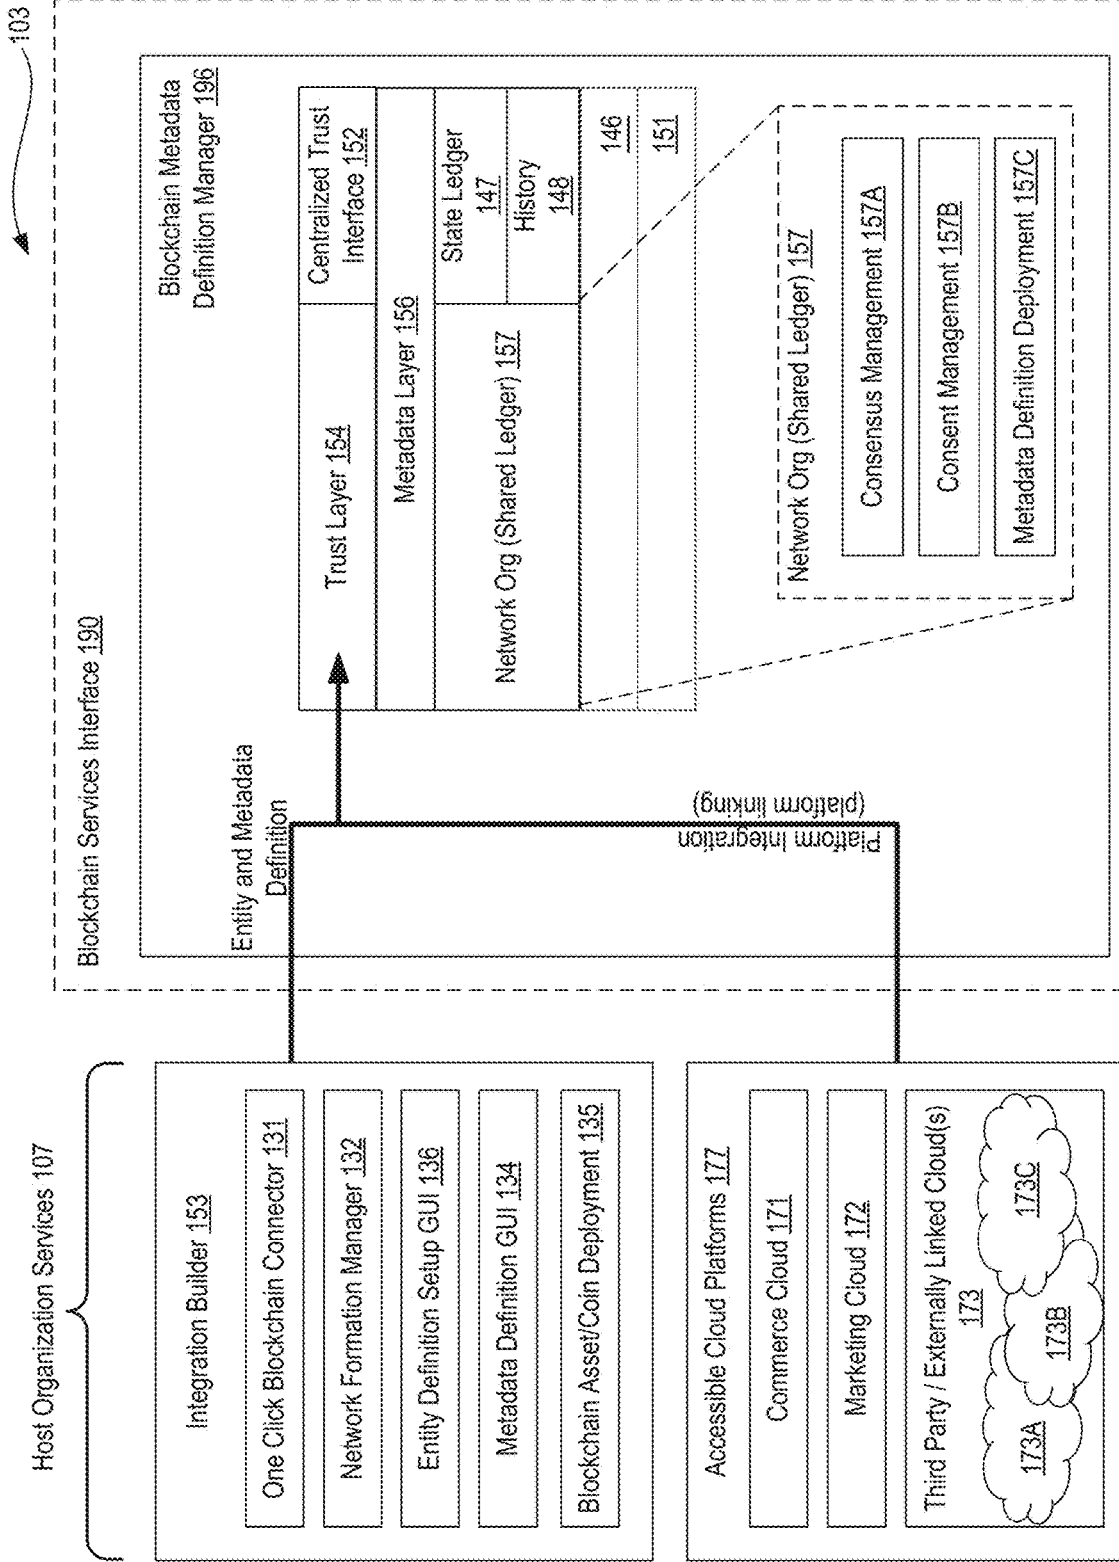 103
Host Organization Services 107
Integration Builder 153
One Click Blockchain Connector 131
Network Formation Manager 132
Entity Definition Setup GUI 136
Metadata Definition GUI 134
Blockchain Asset/Coin Deployment 135
Accessible Cloud Platforms 177
Commerce Cloud 171
Marketing Cloud 172
Third Party / Externally Linked Cloud(s)
173
173A
173B
173C
Blockchain Services Interface 190
Blockchain Metadata
Definition Manager 196
Entity and Metadata
Definition
Platform Integration
(platform linking)
Trust Layer 154
Centralized Trust
Interface 152
Metadata Layer 156
Network Org (Shared Ledger) 157
State Ledger
147
History
148
146
151
Network Org (Shared Ledger) 157
Consensus Management 157A
Consent Management 157B
Metadata Definition Deployment 157C